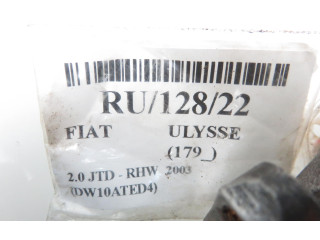 RU/128/22
FIAT ULYSSE
(179_)
2.0 JTD - RHW 2003
(DW10ATED4)